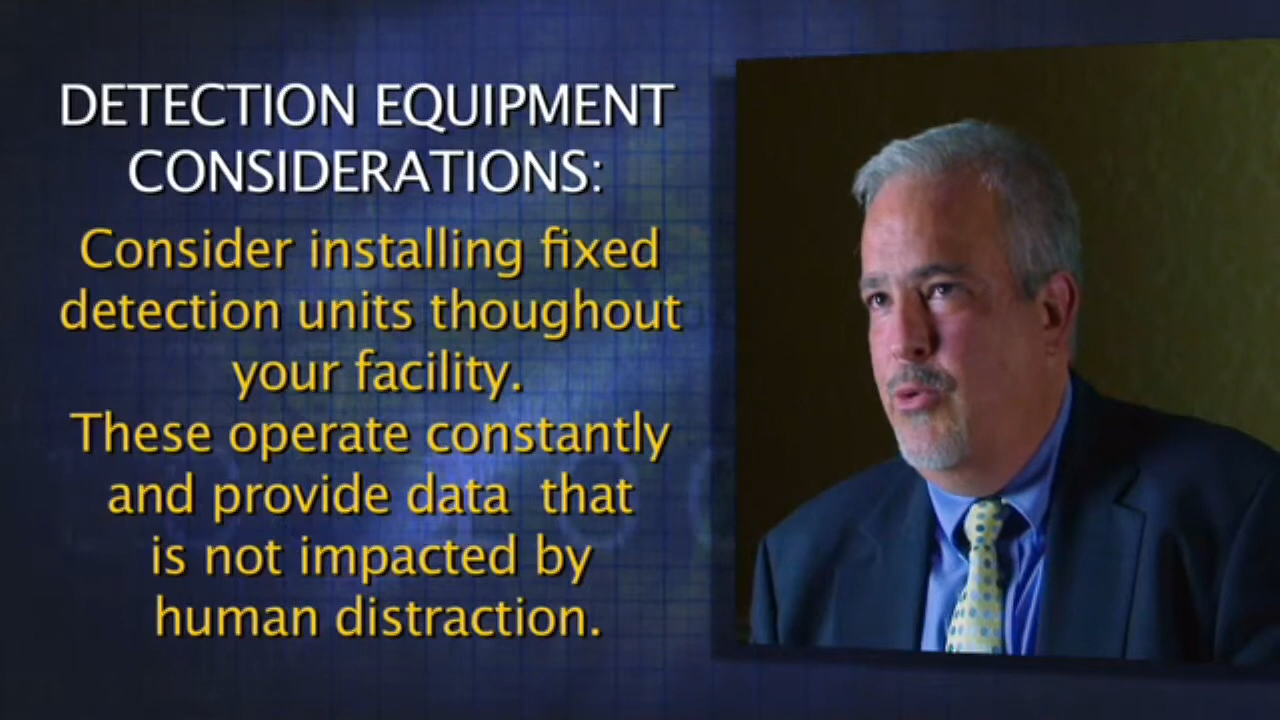 DETECTION EQUIPMENT
CONSIDERATIONS:
Consider installing fixed
detection units thoughout
your facility.
These operate constantly
and provide data that
is not impacted by
human distraction.